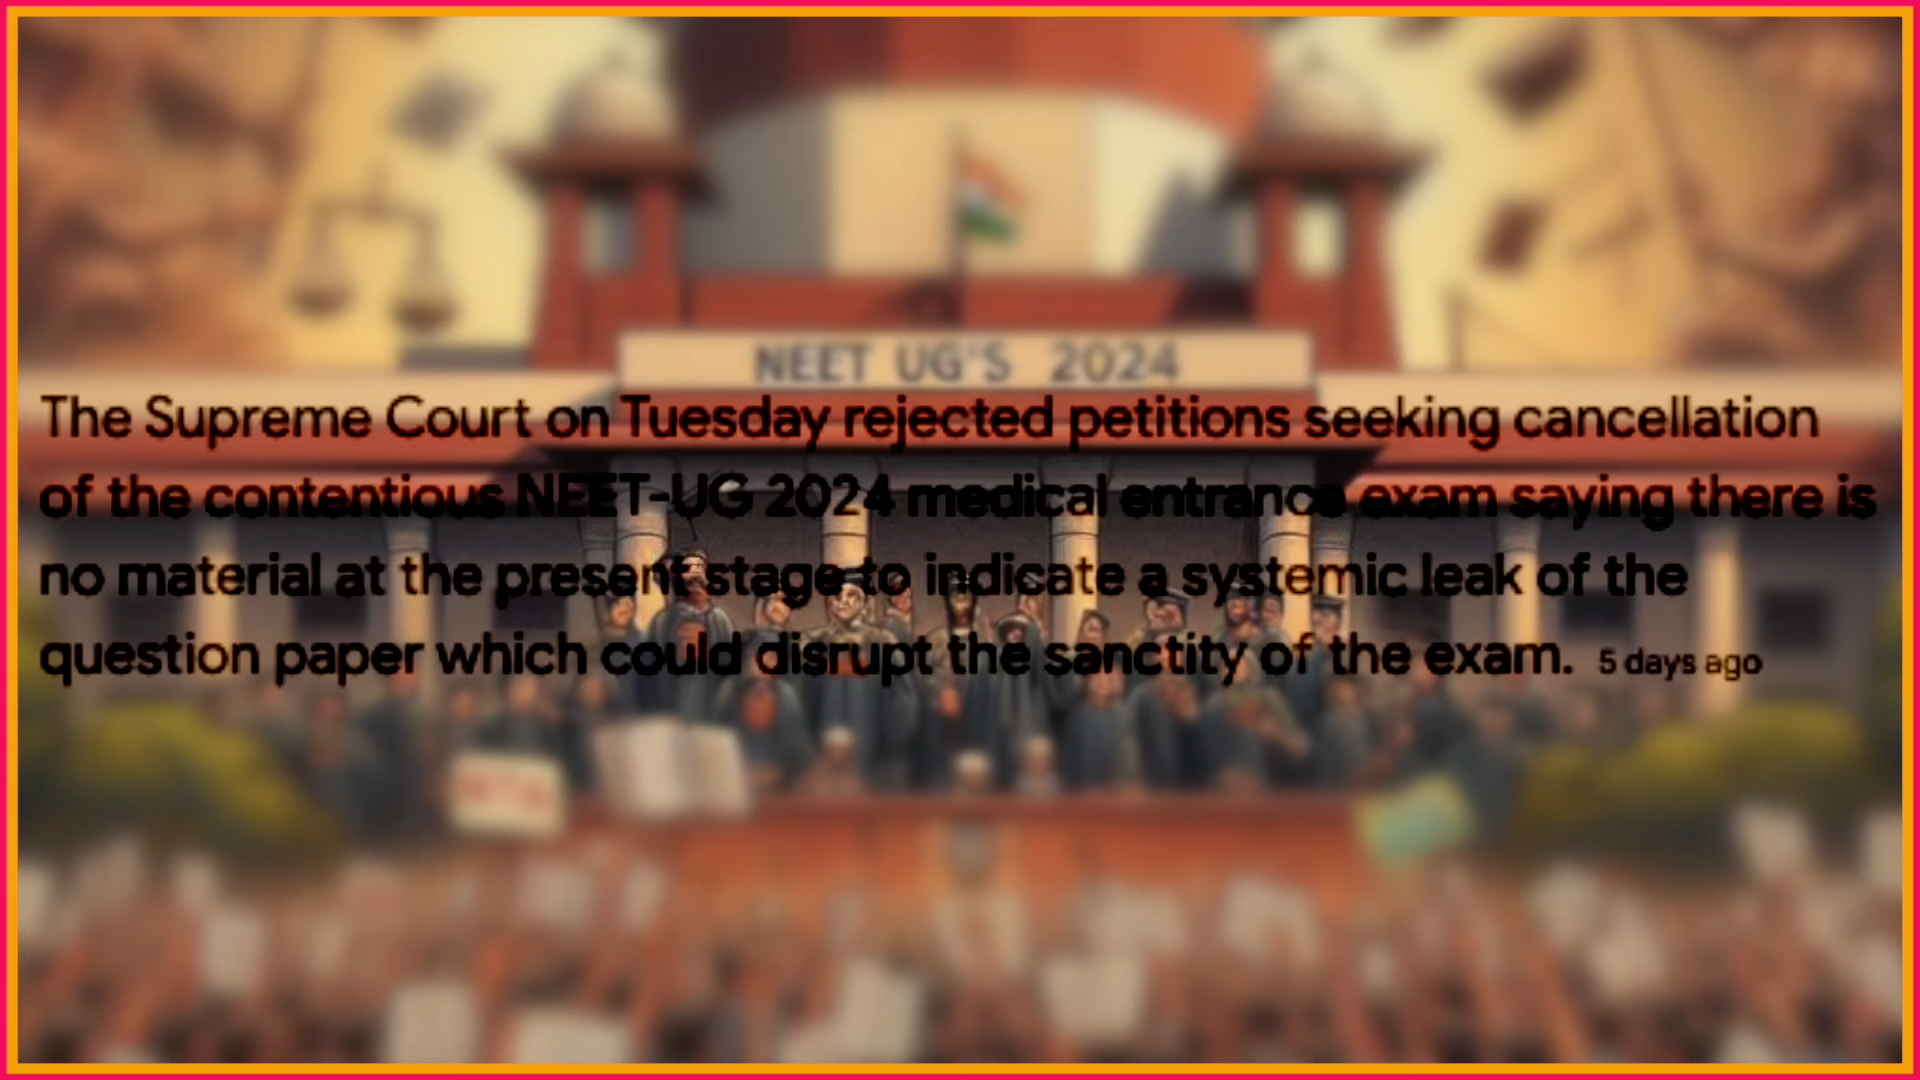 NEET UG'S 2024
The Supreme Court on Tuesday rejected petitions seeking cancellation
of the contentious NEET-UG 2024 medical entrance exam saying there is
no material at the present stage to indicate a systemic leak of the
question paper which could disrupt the sanctity of the exam. 5 days ago